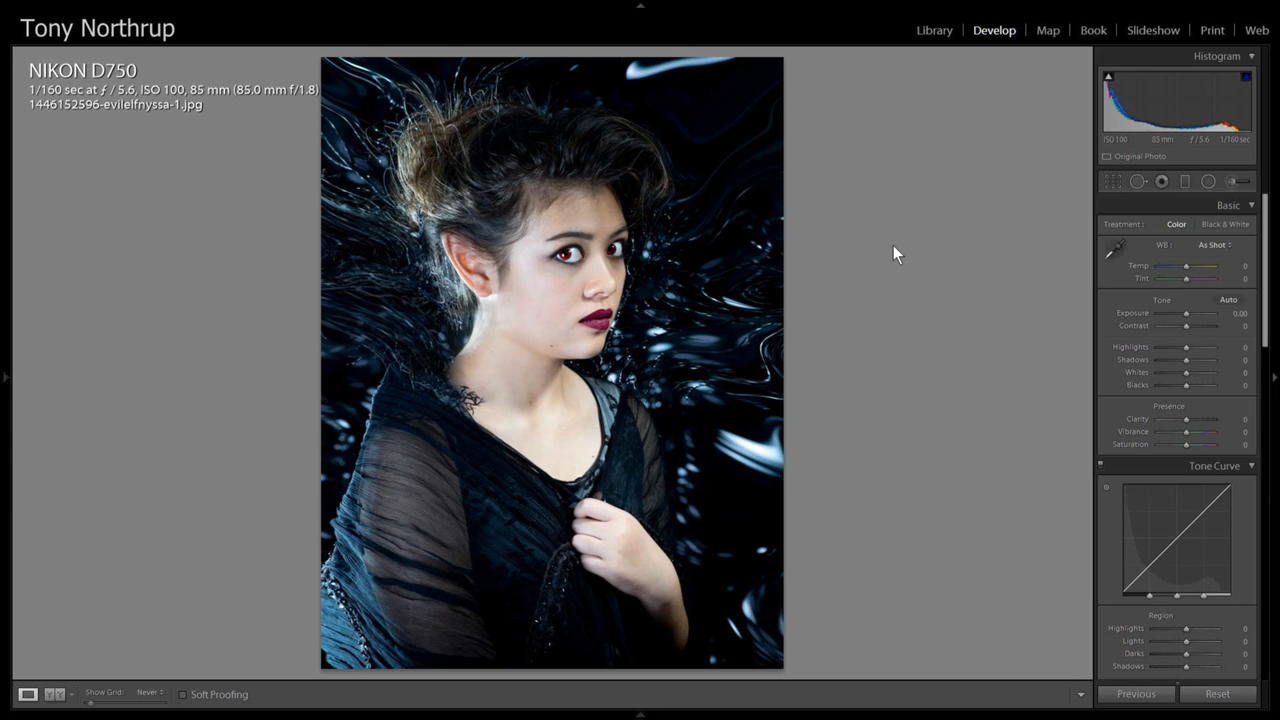 Tony Northrup
Library | Develop | Map | Book | Slideshow | Print | Web
NIKON D750
1/160 sec at ƒ / 5.6, ISO 100, 85 mm (85.0 mm f/1.8)
1446152596-evilelfnyssa-1.jpg
Histogram
ISO 100 85 mm ƒ / 5.6 1/160 sec
Original Photo
Basic
Treatment : Color Black & White
WB : As Shot
Temp 0
Tint 0
Tone Auto
Exposure 0.00
Contrast 0
Highlights 0
Shadows 0
Whites 0
Blacks 0
Presence
Clarity 0
Vibrance 0
Saturation 0
Tone Curve
Region
Highlights 0
Lights 0
Darks 0
Shadows 0
Show Grid: Never
Soft Proofing
Previous Reset